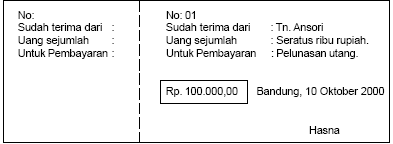 No:
Sudah terima dari :
Uang sejumlah :
Untuk Pembayaran :
No: 01
Sudah terima dari : Tn. Ansori
Uang sejumlah : Seratus ribu rupiah.
Untuk Pembayaran : Pelunasan utang.
Rp. 100.000,00 Bandung, 10 Oktober 2000
Hasna